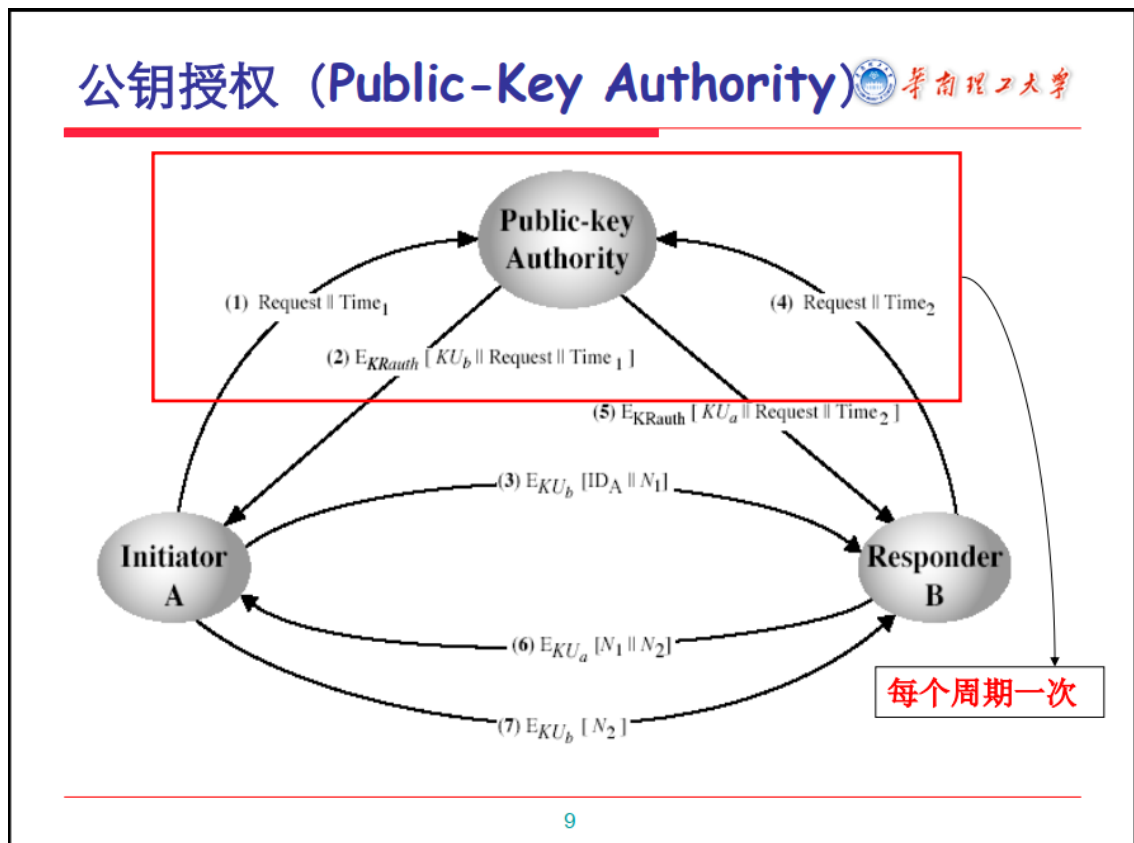 公钥授权（Public-Key Authority）
华南理工大学
Public-key
Authority
(1) Request || Time1
(4) Request || Time2
(2) EKRauth [ KUb || Request || Time1 ]
(5) EKRauth [ KUa || Request || Time2 ]
(3) EKUb [IDA || N1]
Initiator
A
Responder
B
(6) EKUa [N1 || N2]
每个周期一次
(7) EKUb [ N2 ]
9